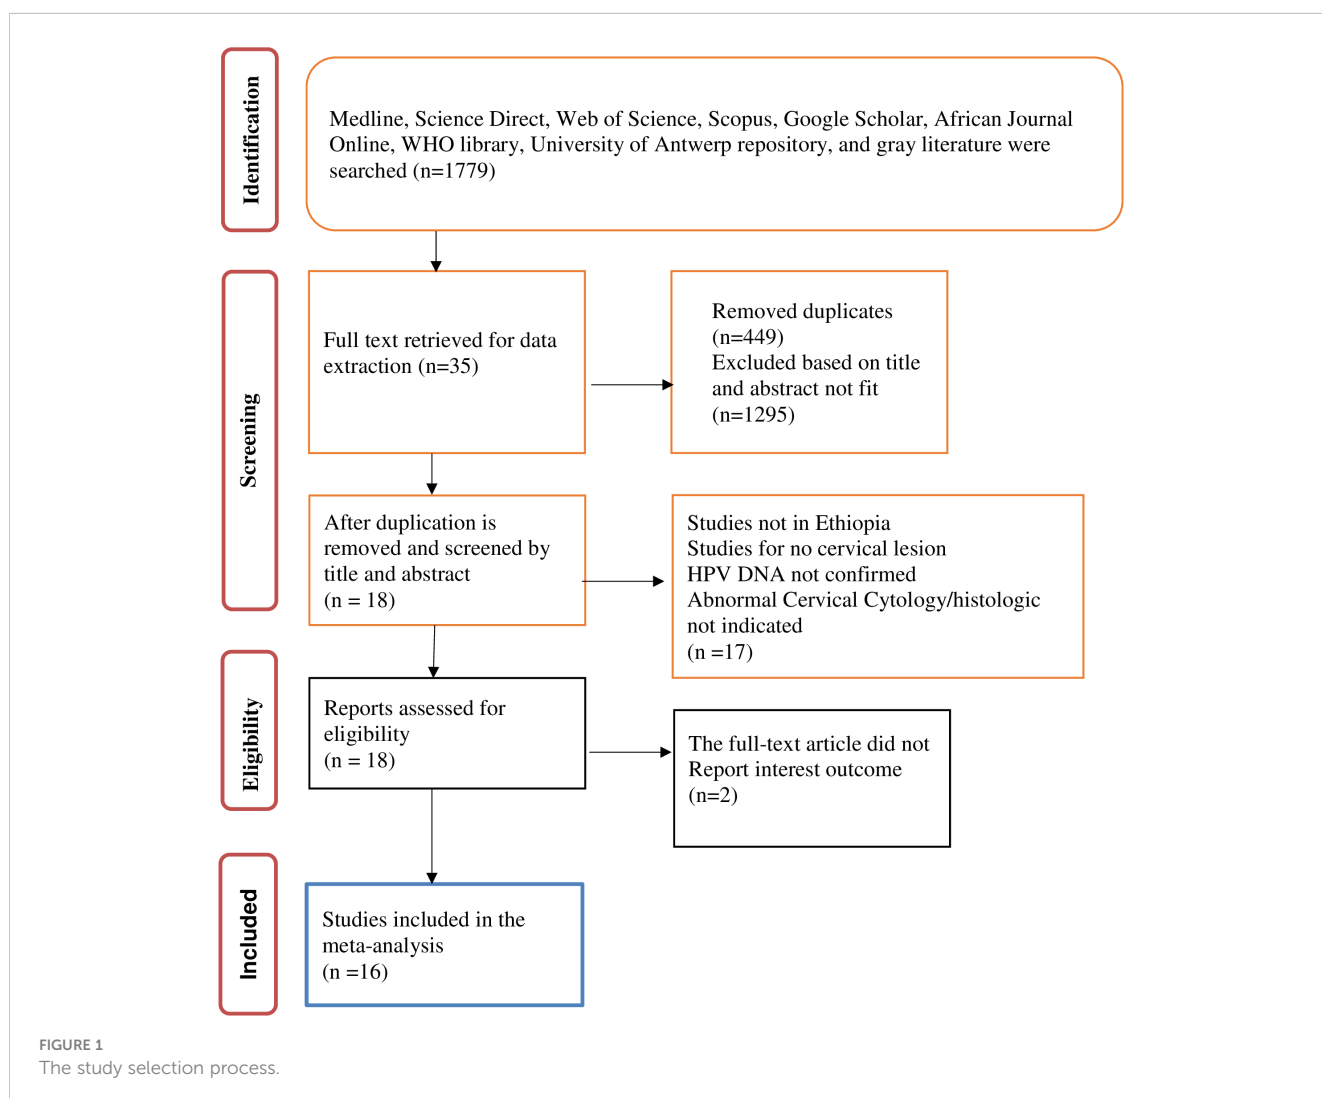 Identification
Medline, Science Direct, Web of Science, Scopus, Google Scholar, African Journal
Online, WHO library, University of Antwerp repository, and gray literature were
searched (n=1779)
Screening
Full text retrieved for data
extraction (n=35)
Removed duplicates
(n=449)
Excluded based on title
and abstract not fit
(n=1295)
After duplication is
removed and screened by
title and abstract
(n = 18)
Studies not in Ethiopia
Studies for no cervical lesion
HPV DNA not confirmed
Abnormal Cervical Cytology/histologic
not indicated
(n =17)
Eligibility
Reports assessed for
eligibility
(n = 18)
The full-text article did not
Report interest outcome
(n=2)
Included
Studies included in the
meta-analysis
(n =16)
FIGURE 1
The study selection process.